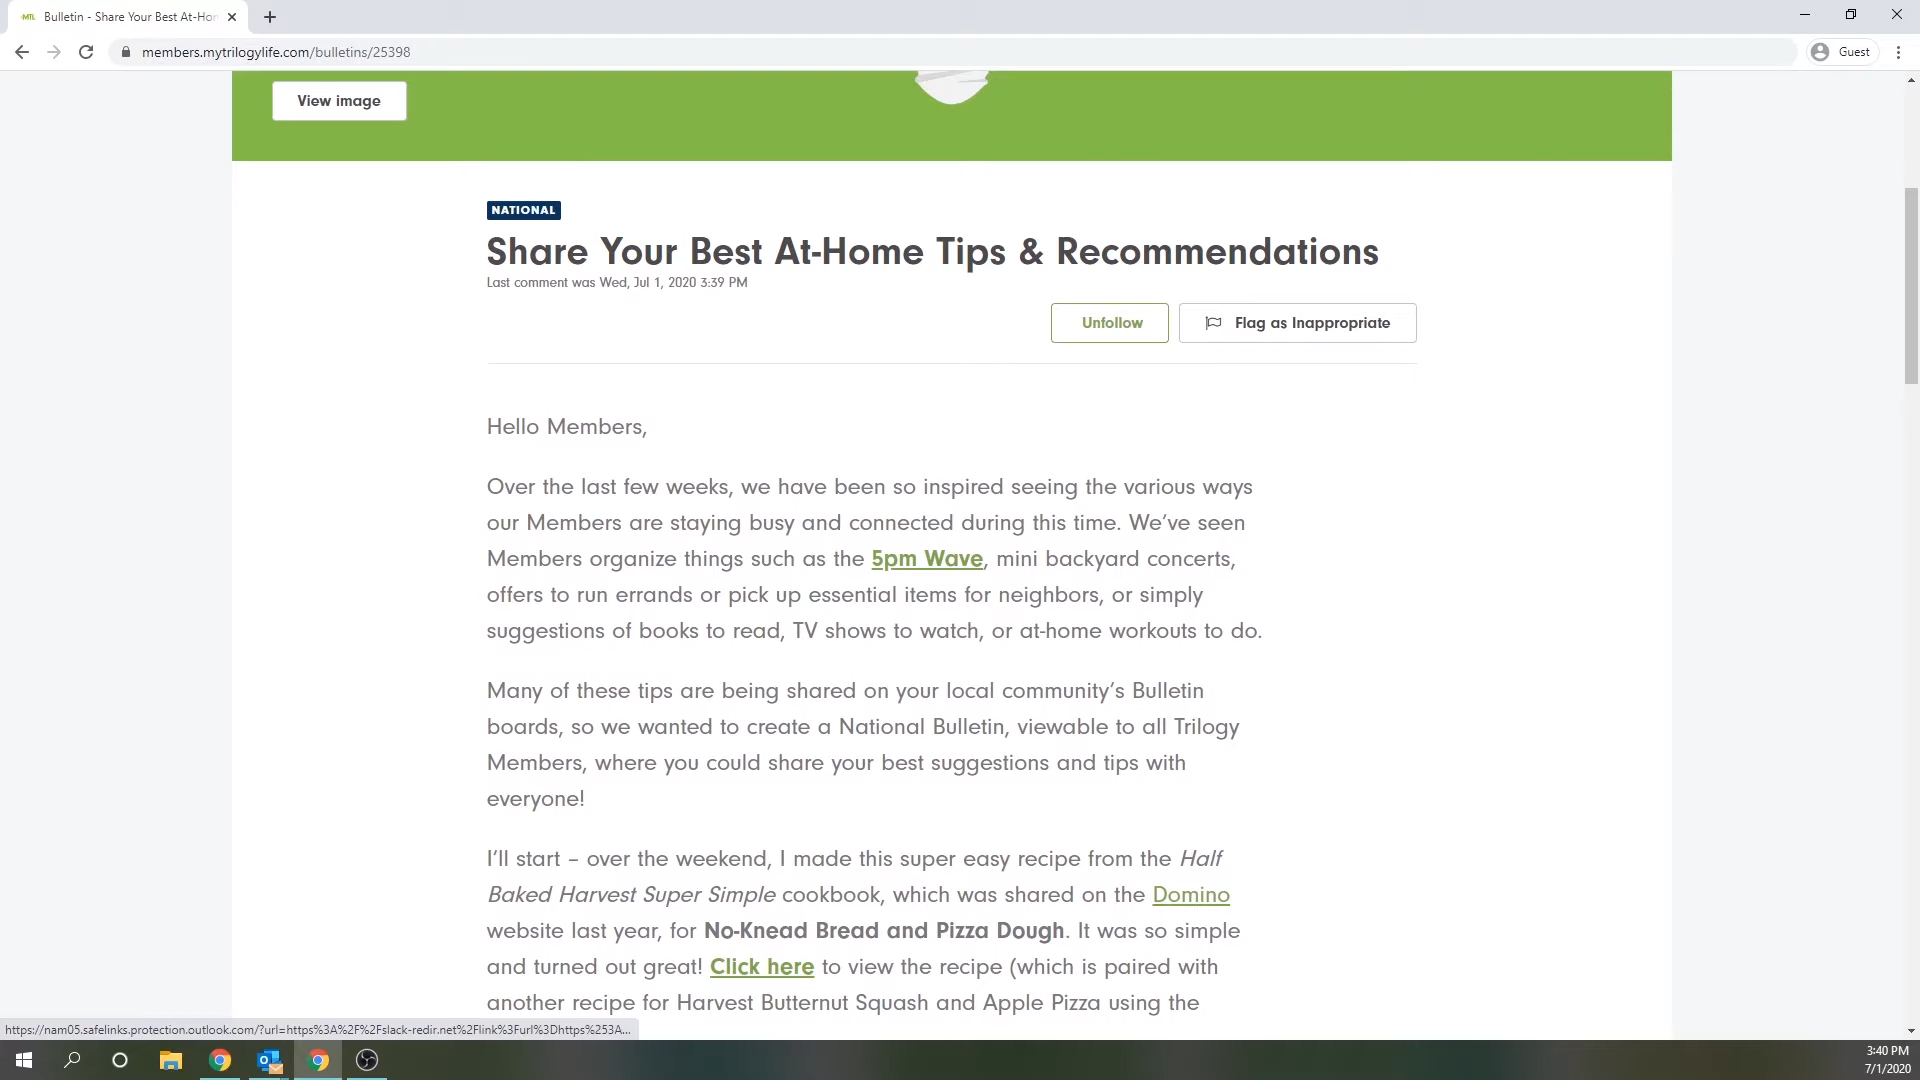 MTL Bulletin - Share Your Best At-Hon
members.mytrilogylife.com/bulletins/25398
Guest
View image
NATIONAL
Share Your Best At-Home Tips & Recommendations
Last comment was Wed, Jul 1, 2020 3:39 PM
Unfollow
Flag as Inappropriate
Hello Members,
Over the last few weeks, we have been so inspired seeing the various ways
our Members are staying busy and connected during this time. We’ve seen
Members organize things such as the 5pm Wave, mini backyard concerts,
offers to run errands or pick up essential items for neighbors, or simply
suggestions of books to read, TV shows to watch, or at-home workouts to do.
Many of these tips are being shared on your local community’s Bulletin
boards, so we wanted to create a National Bulletin, viewable to all Trilogy
Members, where you could share your best suggestions and tips with
everyone!
I’ll start – over the weekend, I made this super easy recipe from the Half
Baked Harvest Super Simple cookbook, which was shared on the Domino
website last year, for No-Knead Bread and Pizza Dough. It was so simple
and turned out great! Click here to view the recipe (which is paired with
another recipe for Harvest Butternut Squash and Apple Pizza using the
https://nam05.safelinks.protection.outlook.com/?url=https%3A%2F%2Fslack-redir.net%2Flink%3Furl%3Dhttps%253A...
3:40 PM
7/1/2020